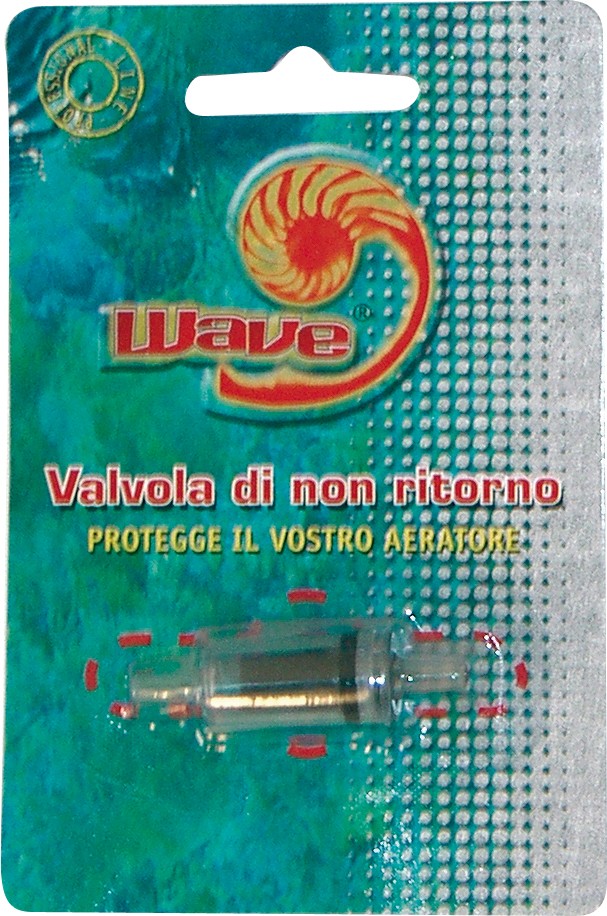 PROFESSIONAL · LINE
Wave®
Valvola di non ritorno
PROTEGGE IL VOSTRO AERATORE